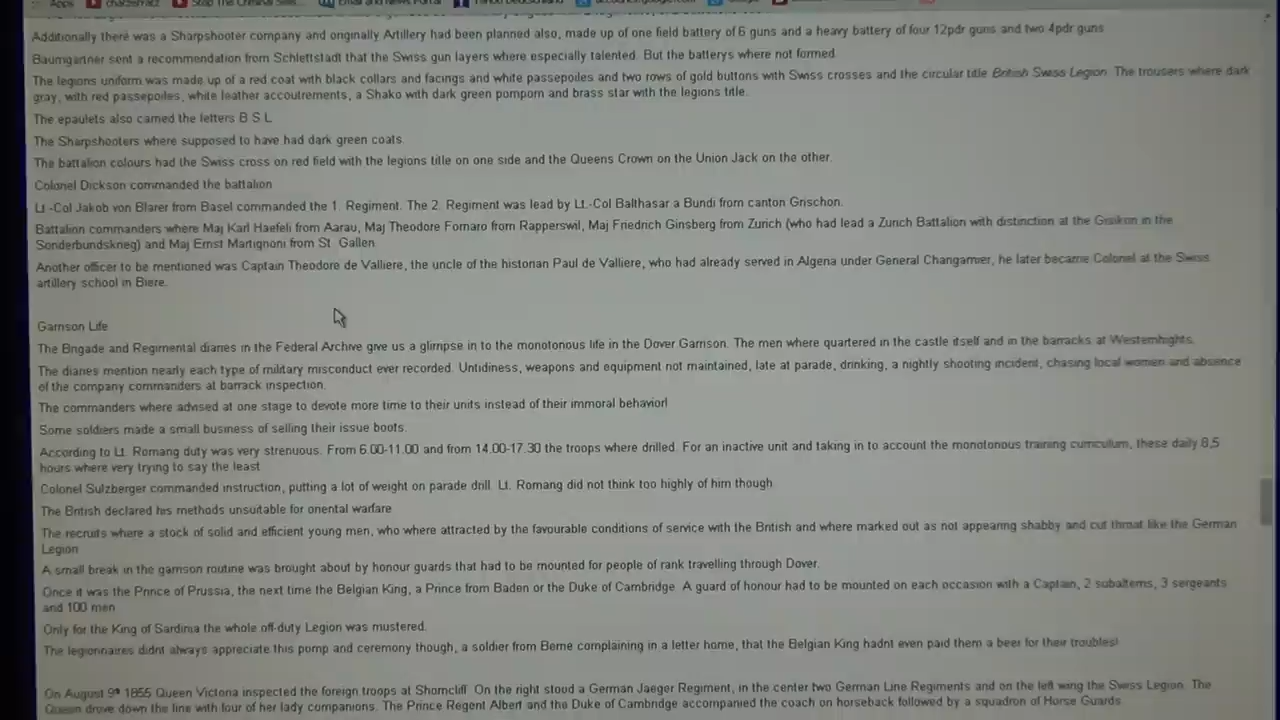 Apps
Additionally there was a Sharpshooter company and originally Artillery had been planned also, made up of one field battery of 6 guns and a heavy battery of four 12pdr guns and two 4pdr guns
Baumgartner sent a recommendation from Schlettstadt that the Swiss gun layers where especially talented. But the batterys where not formed.
The legions uniform was made up of a red coat with black collars and facings and white passepoiles and two rows of gold buttons with Swiss crosses and the circular title British Swiss Legion. The trousers where dark
gray, with red passepoiles, white leather accoutrements, a Shako with dark green pompom and brass star with the legions title.
The epaulets also carried the letters B S L
The Sharpshooters where supposed to have had dark green coats.
The battalion colours had the Swiss cross on red field with the legions title on one side and the Queens Crown on the Union Jack on the other.
Colonel Dickson commanded the battalion
Lt.-Col Jakob von Blarer from Basel commanded the 1. Regiment. The 2. Regiment was lead by Lt.-Col Balthasar a Bundi from canton Grischon.
Battalion commanders where Maj Karl Haefeli from Aarau, Maj Theodore Fornaro from Rapperswil, Maj Friedrich Ginsberg from Zurich (who had lead a Zurich Battalion with distinction at the Gisikon in the
Sonderbundskrieg) and Maj Ernst Martignoni from St. Gallen
Another officer to be mentioned was Captain Theodore de Valliere, the uncle of the historian Paul de Valliere, who had already served in Algeria under General Changarnier, he later became Colonel at the Swiss
artillery school in Biere.
Garrison Life
The Brigade and Regimental diaries in the Federal Archive give us a glimpse in to the monotonous life in the Dover Garrison. The men where quartered in the castle itself and in the barracks at Westernhights.
The diaries mention nearly each type of military misconduct ever recorded. Untidiness, weapons and equipment not maintained, late at parade, drinking, a nightly shooting incident, chasing local women and absence
of the company commanders at barrack inspection.
The commanders where advised at one stage to devote more time to their units instead of their immoral behavior!
Some soldiers made a small business of selling their issue boots.
According to Lt. Romang duty was very strenuous. From 6.00-11.00 and from 14.00-17.30 the troops where drilled. For an inactive unit and taking in to account the monotonous training curriculum, these daily 8,5
hours where very trying to say the least
Colonel Sulzberger commanded instruction, putting a lot of weight on parade drill. Lt. Romang did not think too highly of him though.
The British declared his methods unsuitable for oriental warfare
The recruits where a stock of solid and efficient young men, who where attracted by the favourable conditions of service with the British and where marked out as not appearing shabby and cut throat like the German
Legion
A small break in the garrison routine was brought about by honour guards that had to be mounted for people of rank travelling through Dover.
Once it was the Prince of Prussia, the next time the Belgian King, a Prince from Baden or the Duke of Cambridge. A guard of honour had to be mounted on each occasion with a Captain, 2 subalterns, 3 sergeants
and 100 men
Only for the King of Sardinia the whole off-duty Legion was mustered.
The legionnaires didnt always appreciate this pomp and ceremony though, a soldier from Berne complaining in a letter home, that the Belgian King hadnt even paid them a beer for their troubles!
On August 9th 1855 Queen Victoria inspected the foreign troops at Shorncliff. On the right stood a German Jaeger Regiment, in the center two German Line Regiments and on the left wing the Swiss Legion. The
Queen drove down the line with four of her lady companions. The Prince Regent Albert and the Duke of Cambridge accompanied the coach on horseback followed by a squadron of Horse Guards.